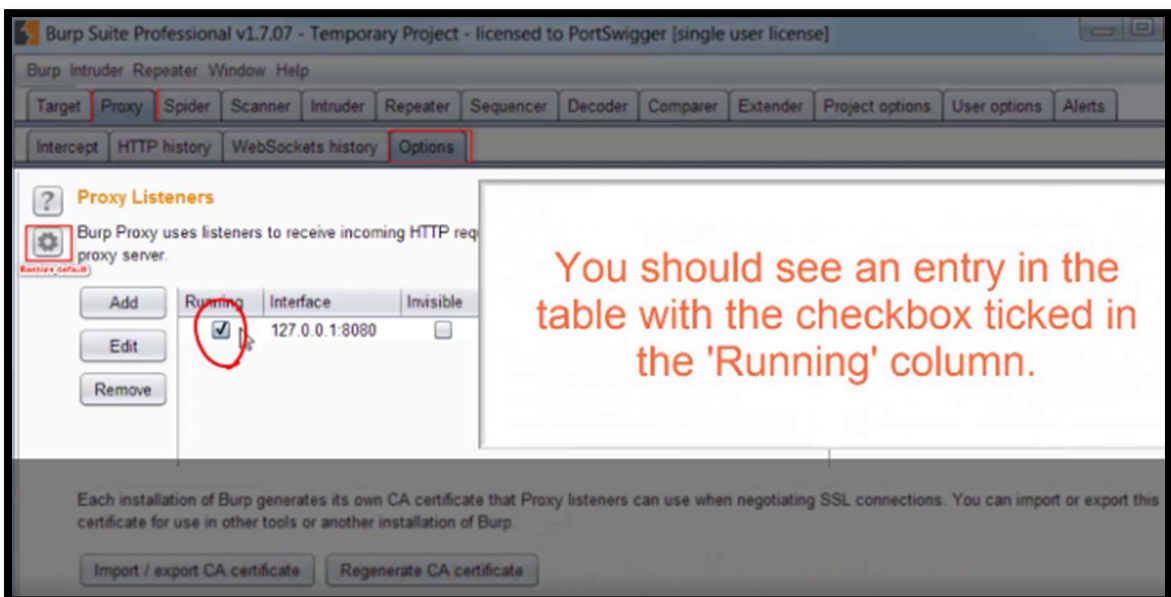 Burp Suite Professional v1.7.07 - Temporary Project - licensed to PortSwigger [single user license]
Burp Intruder Repeater Window Help
Target Proxy Spider Scanner Intruder Repeater Sequencer Decoder Comparer Extender Project options User options Alerts
Intercept HTTP history WebSockets history Options
? Proxy Listeners
Burp Proxy uses listeners to receive incoming HTTP req
proxy server.
Restore default
Add Running Interface Invisible
127.0.0.1:8080
Edit
Remove
You should see an entry in the
table with the checkbox ticked in
the 'Running' column.
Each installation of Burp generates its own CA certificate that Proxy listeners can use when negotiating SSL connections. You can import or export this
certificate for use in other tools or another installation of Burp.
Import / export CA certificate Regenerate CA certificate